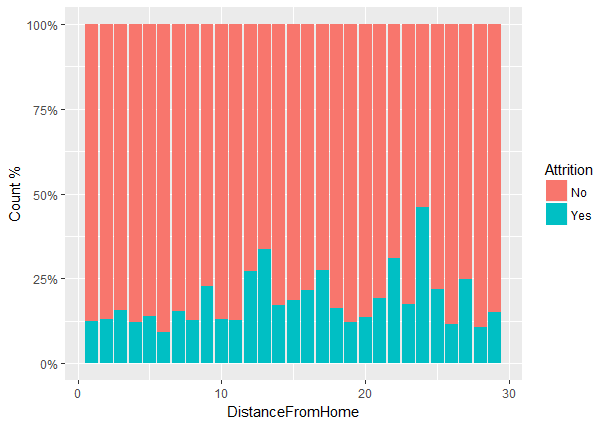 100%
75%
50%
25%
0%
Count %
0
10
20
30
DistanceFromHome
Attrition
No
Yes